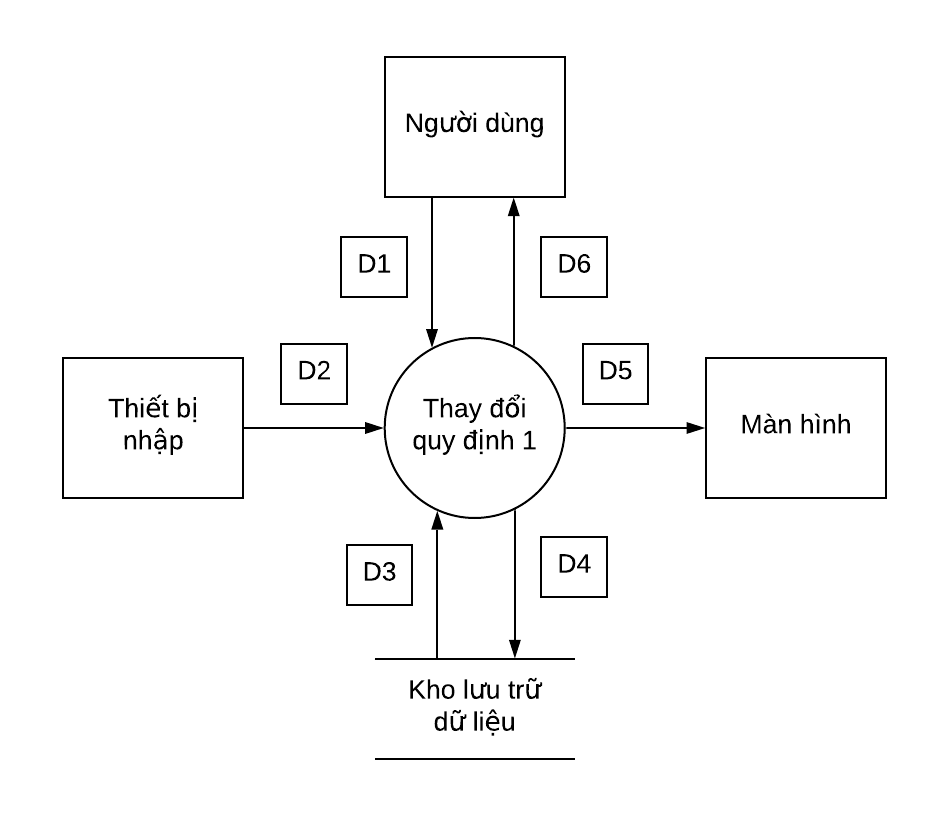 Người dùng
D1
D6
D2
D5
Thiết bị
nhập
Thay đổi
quy định 1
Màn hình
D3
D4
Kho lưu trữ
dữ liệu